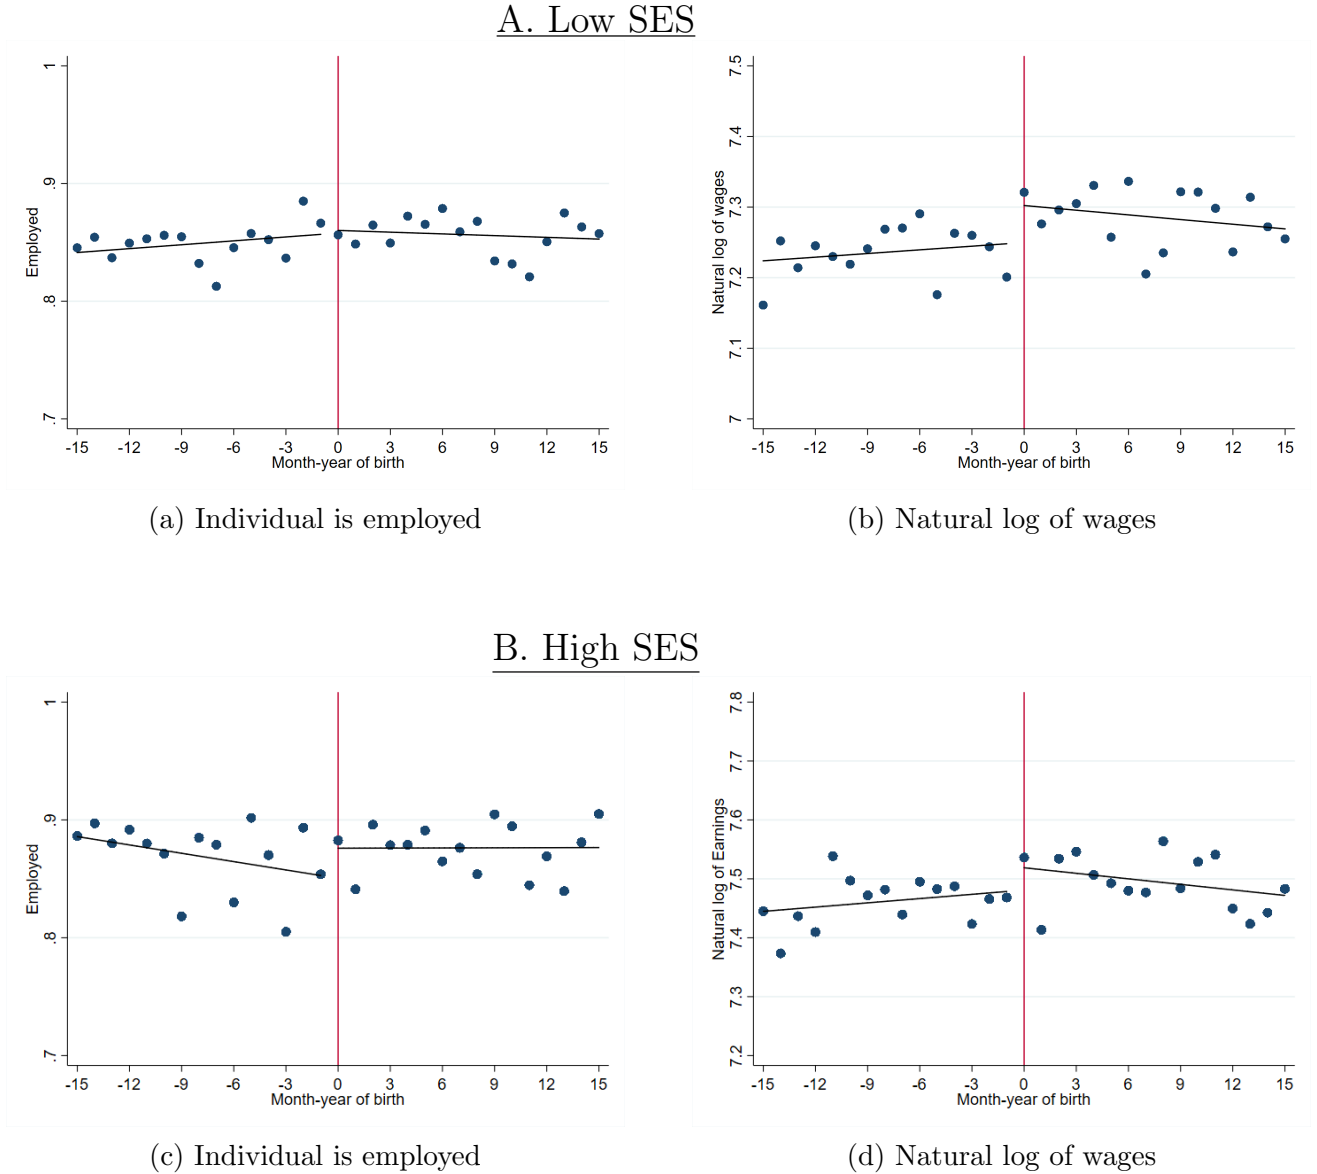 A. Low SES
Employed
1
.9
.8
.7
-15 -12 -9 -6 -3 0 3 6 9 12 15
Month-year of birth
(a) Individual is employed
Natural log of wages
7.5
7.4
7.3
7.2
7.1
7
-15 -12 -9 -6 -3 0 3 6 9 12 15
Month-year of birth
(b) Natural log of wages
B. High SES
Employed
1
.9
.8
.7
-15 -12 -9 -6 -3 0 3 6 9 12 15
Month-year of birth
(c) Individual is employed
Natural log of Earnings
7.8
7.7
7.6
7.5
7.4
7.3
7.2
-15 -12 -9 -6 -3 0 3 6 9 12 15
Month-year of birth
(d) Natural log of wages